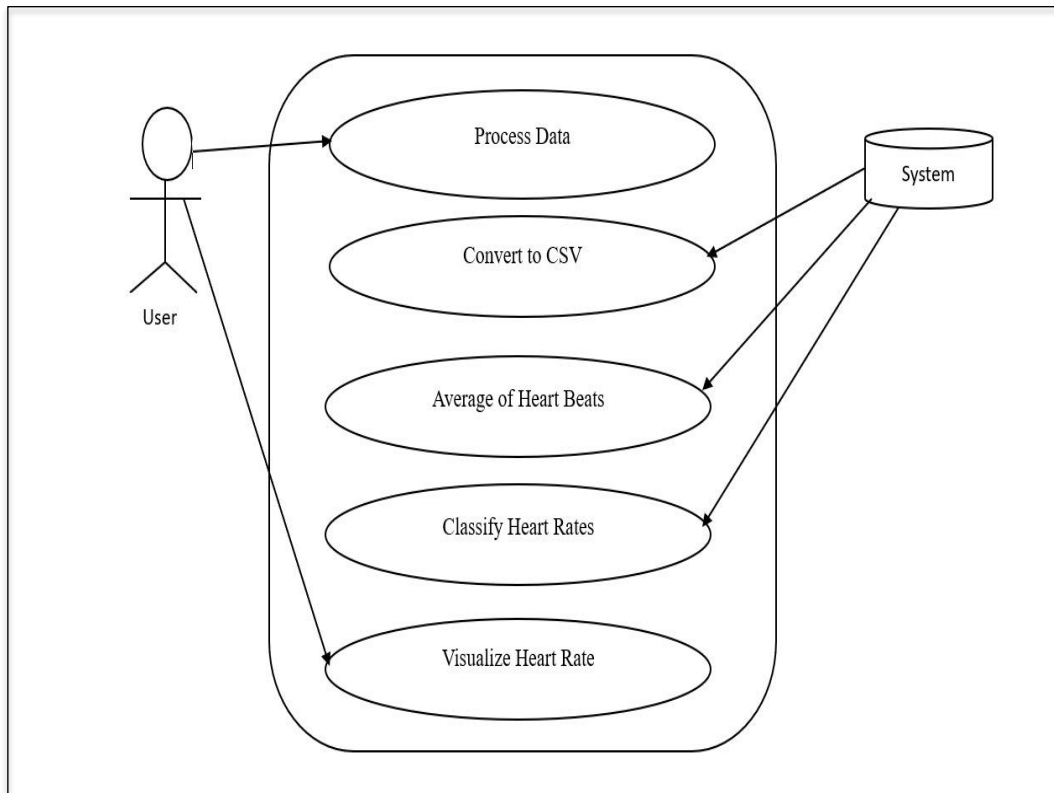 Process Data
System
Convert to CSV
User
Average of Heart Beats
Classify Heart Rates
Visualize Heart Rate